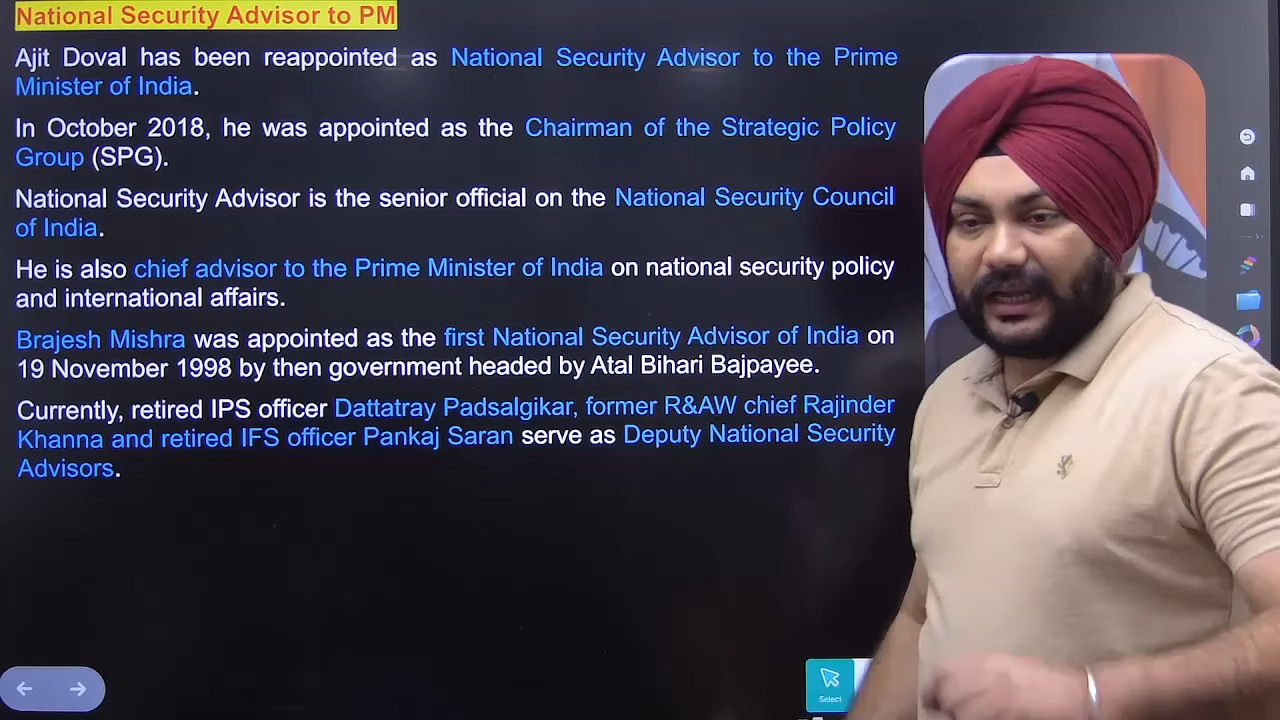 National Security Advisor to PM
Ajit Doval has been reappointed as National Security Advisor to the Prime
Minister of India.
In October 2018, he was appointed as the Chairman of the Strategic Policy
Group (SPG).
National Security Advisor is the senior official on the National Security Council
of India.
He is also chief advisor to the Prime Minister of India on national security policy
and international affairs.
Brajesh Mishra was appointed as the first National Security Advisor of India on
19 November 1998 by then government headed by Atal Bihari Bajpayee.
Currently, retired IPS officer Dattatray Padsalgikar, former R&AW chief Rajinder
Khanna and retired IFS officer Pankaj Saran serve as Deputy National Security
Advisors.
Select